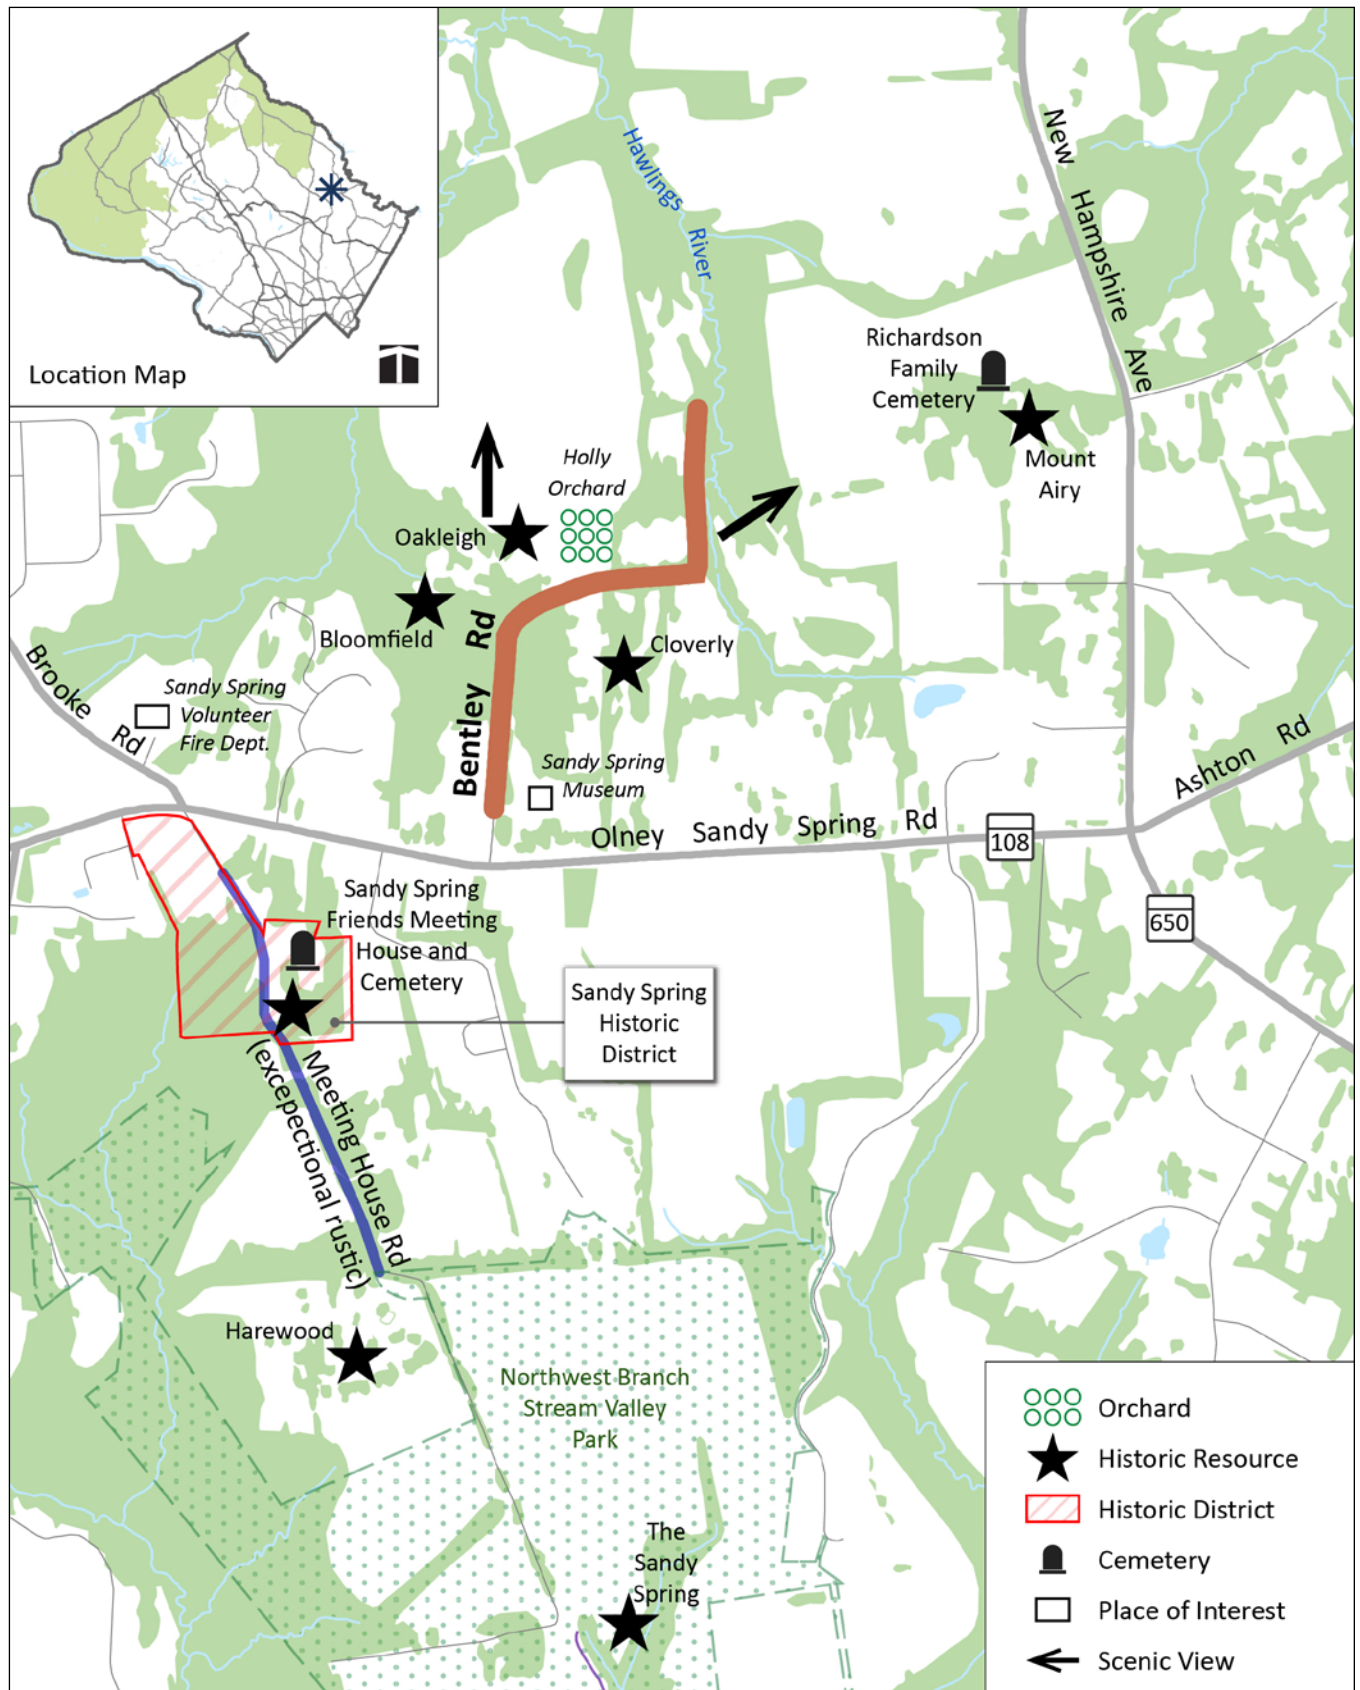 Location Map
Hawlings
River
New
Hampshire
Ave
Richardson
Family
Cemetery
Mount
Airy
Holly
Orchard
Oakleigh
Bloomfield
Bentley Rd
Cloverly
Brooke
Rd
Sandy Spring
Volunteer
Fire Dept.
Sandy Spring
Museum
Olney Sandy Spring Rd
108
Ashton Rd
650
Sandy Spring
Friends Meeting
House and
Cemetery
Sandy Spring
Historic
District
Meeting House Rd
(excepectional rustic)
Harewood
Northwest Branch
Stream Valley
Park
The
Sandy
Spring
Orchard
Historic Resource
Historic District
Cemetery
Place of Interest
Scenic View